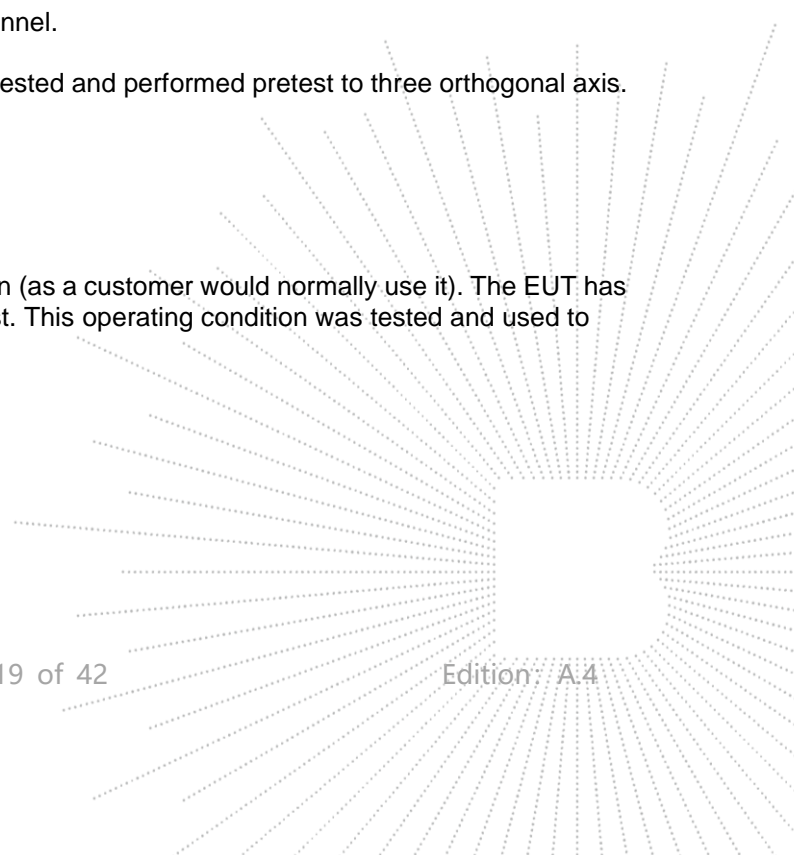 nnel.
ested and performed pretest to three orthogonal axis.
n (as a customer would normally use it). The EUT has
st. This operating condition was tested and used to
19 of 42 Edition: A.4